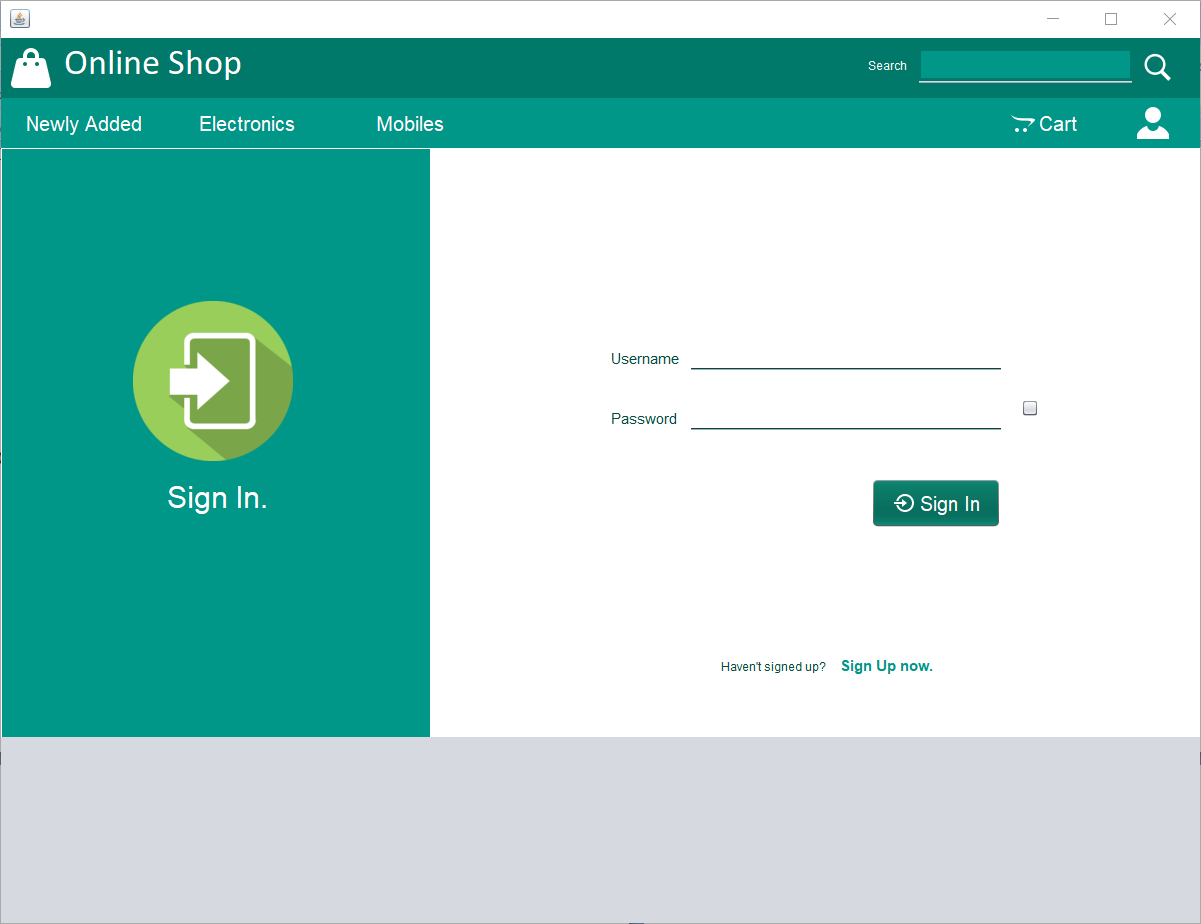 Online Shop
Search
Newly Added Electronics Mobiles Cart
Sign In.
Username
Password
Sign In
Haven't signed up? Sign Up now.